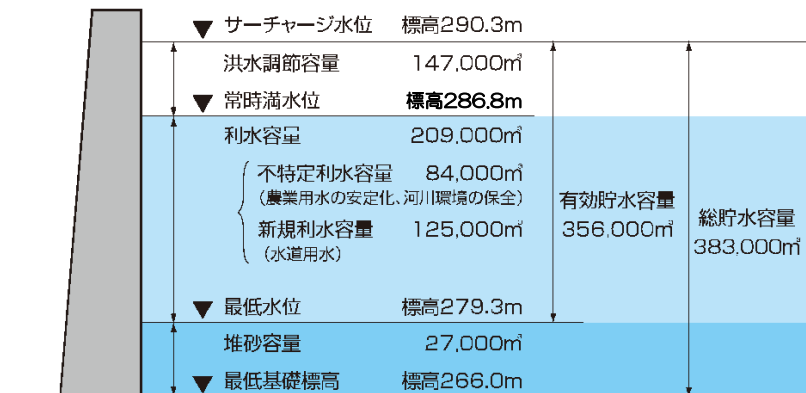 サーチャージ水位 標高290.3m
洪水調節容量 147,000㎥
常時満水位 標高286.8m
利水容量 209,000㎥
不特定利水容量 84,000㎥
（農業用水の安定化、河川環境の保全）
新規利水容量 125,000㎥
（水道用水）
有効貯水容量
356,000㎥
総貯水容量
383,000㎥
最低水位 標高279.3m
堆砂容量 27,000㎥
最低基礎標高 標高266.0m